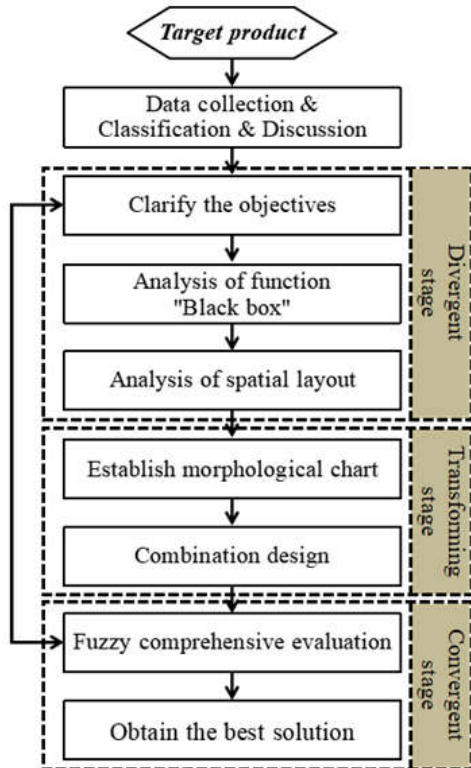 Target product
Data collection &
Classification & Discussion
Clarify the objectives
Analysis of function
"Black box"
Analysis of spatial layout
Divergent
stage
Establish morphological chart
Combination design
Transforming
stage
Fuzzy comprehensive evaluation
Obtain the best solution
Convergent
stage